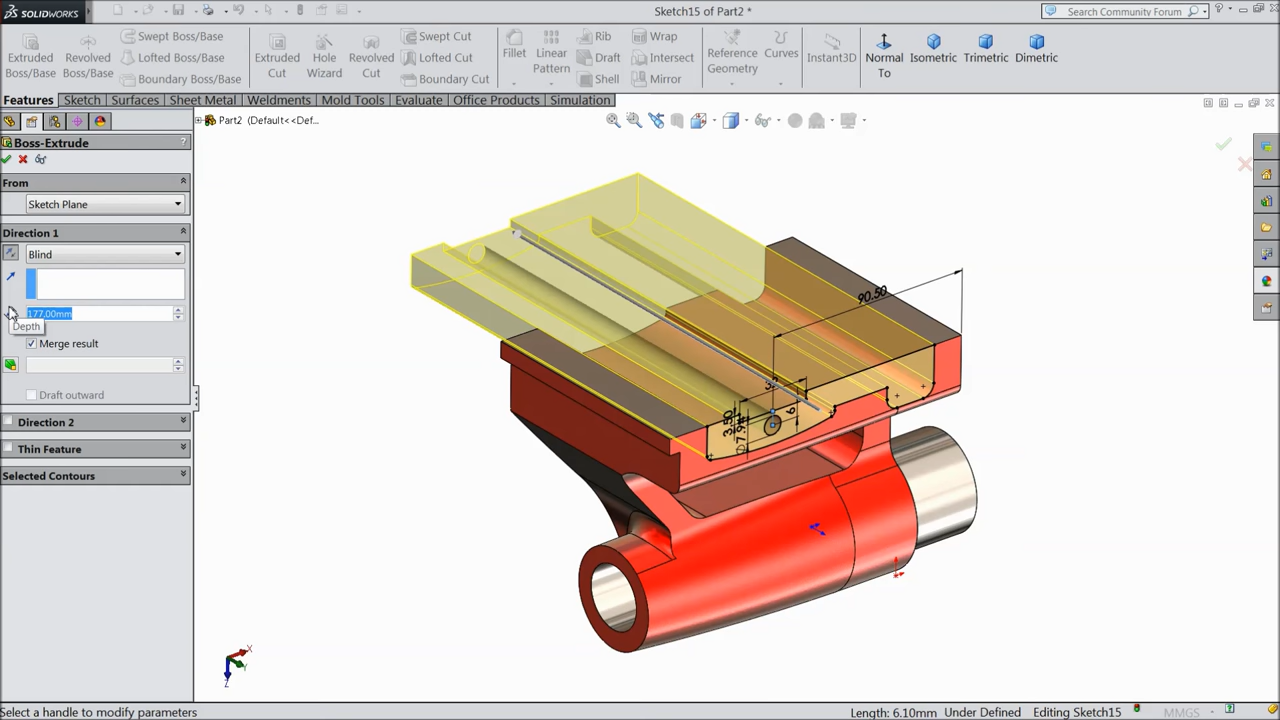 SOLIDWORKS
Sketch15 of Part2 *
Search Community Forum
Extruded Boss/Base
Revolved Boss/Base
Swept Boss/Base
Lofted Boss/Base
Boundary Boss/Base
Extruded Cut
Hole Wizard
Revolved Cut
Swept Cut
Lofted Cut
Boundary Cut
Fillet
Linear Pattern
Rib
Draft
Shell
Wrap
Intersect
Mirror
Reference Geometry
Curves
Instant3D
Normal To
Isometric
Trimetric
Dimetric
Features
Sketch
Surfaces
Sheet Metal
Weldments
Mold Tools
Evaluate
Office Products
Simulation
Part2 (Default<<Def...
Boss-Extrude
?
From
Sketch Plane
Direction 1
Blind
177.00mm
Depth
Merge result
Draft outward
Direction 2
Thin Feature
Selected Contours
90.50
3.50
6
X
Y
Z
Select a handle to modify parameters
Length: 6.10mm
Under Defined
Editing Sketch15
MMGS